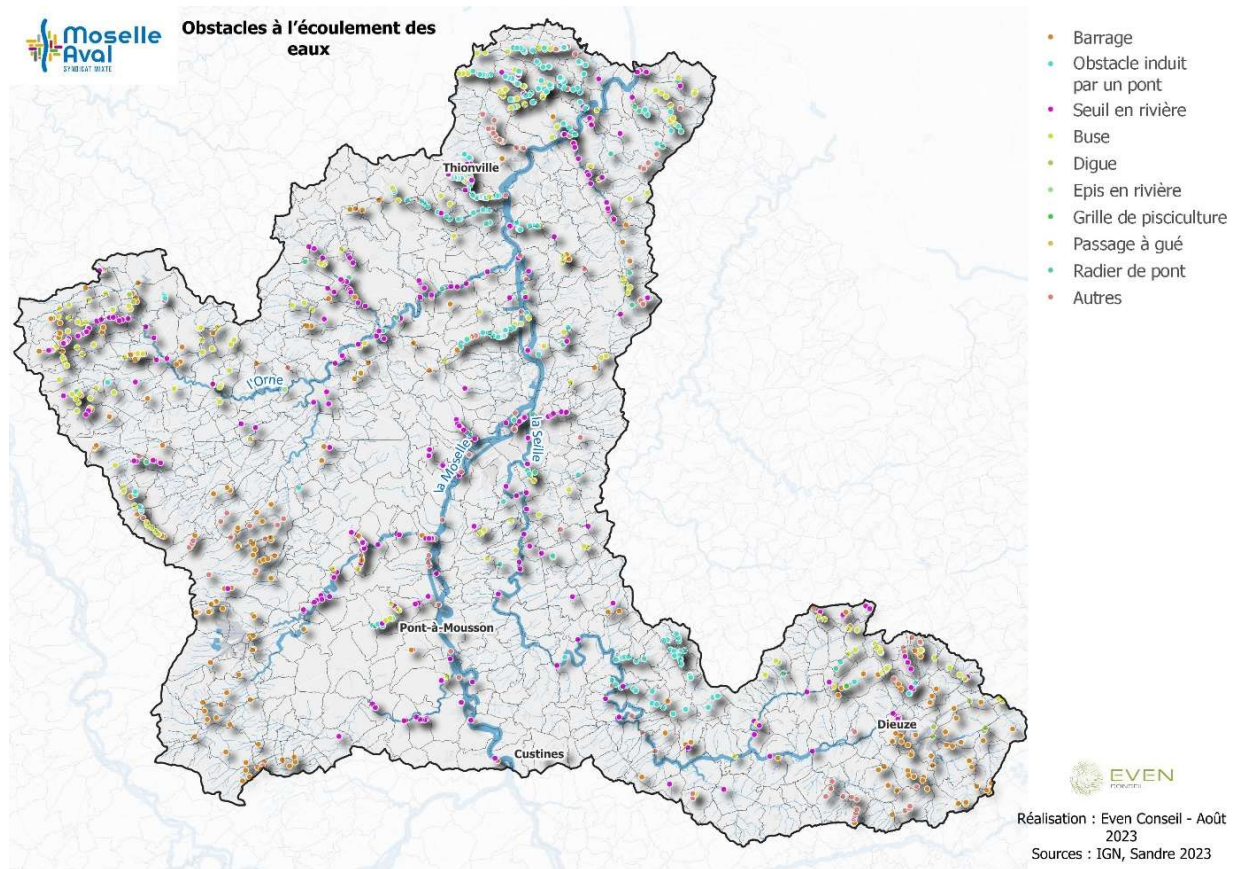 Moselle
Aval
SYNDICAT MIXTE
Obstacles à l'écoulement des
eaux
Barrage
Obstacle induit
par un pont
Seuil en rivière
Buse
Digue
Epis en rivière
Grille de pisciculture
Passage à gué
Radier de pont
Autres
Thionville
l'Orne
la Moselle
la Seille
Pont-à-Mousson
Dieuze
Custines
EVEN
CONSEIL
Réalisation : Even Conseil - Août
2023
Sources : IGN, Sandre 2023